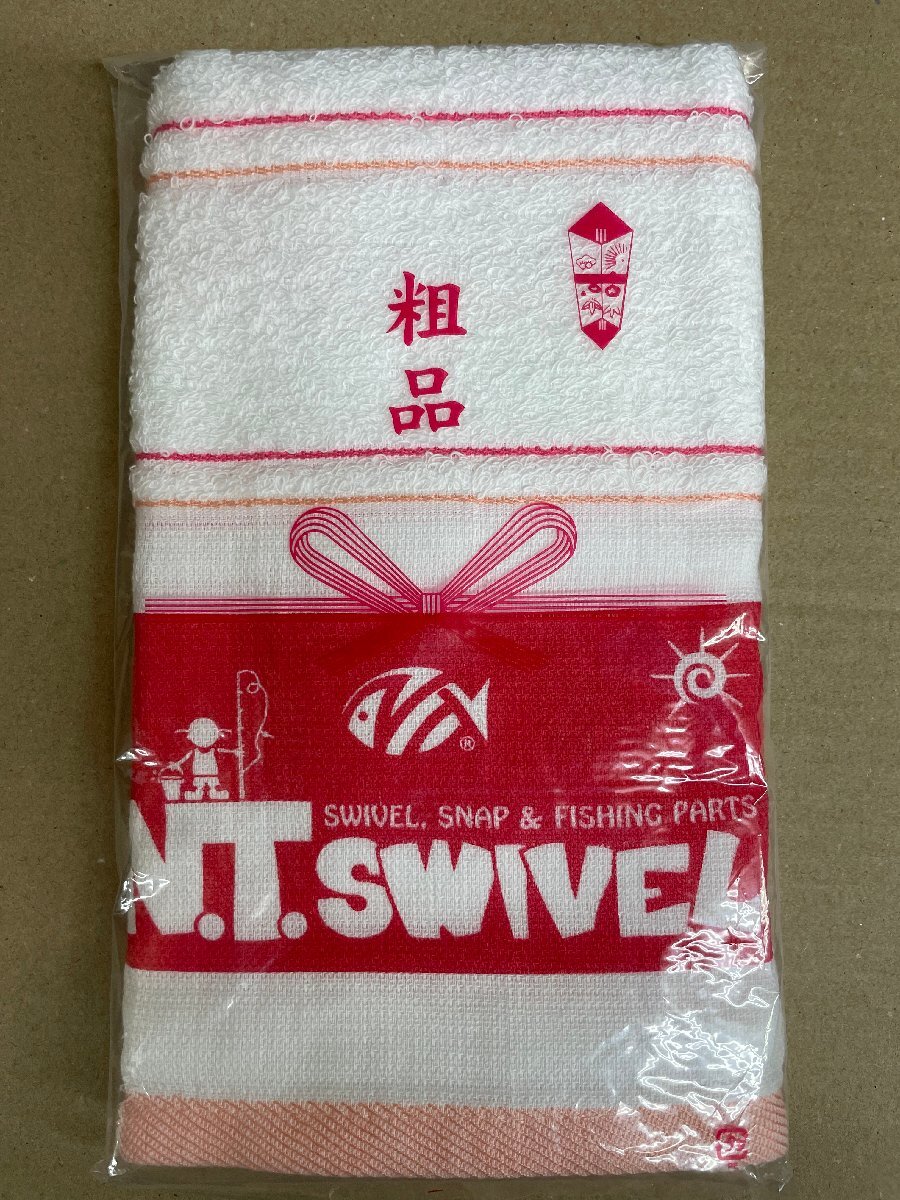 粗品
®
SWIVEL, SNAP & FISHING PARTS
N.T.SWIVEL